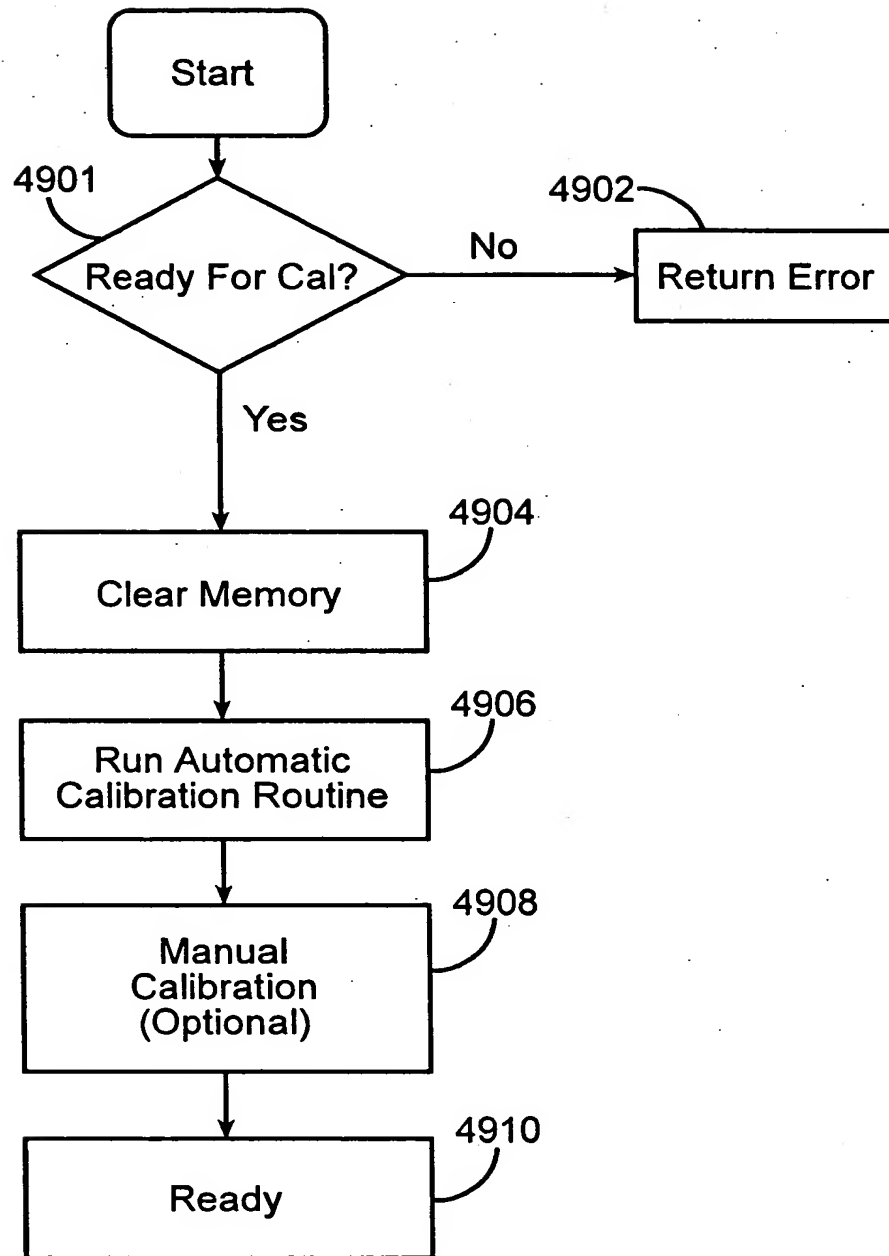 Start
4901
Ready For Cal?
No
4902
Return Error
Yes
4904
Clear Memory
4906
Run Automatic
Calibration Routine
4908
Manual
Calibration
(Optional)
4910
Ready